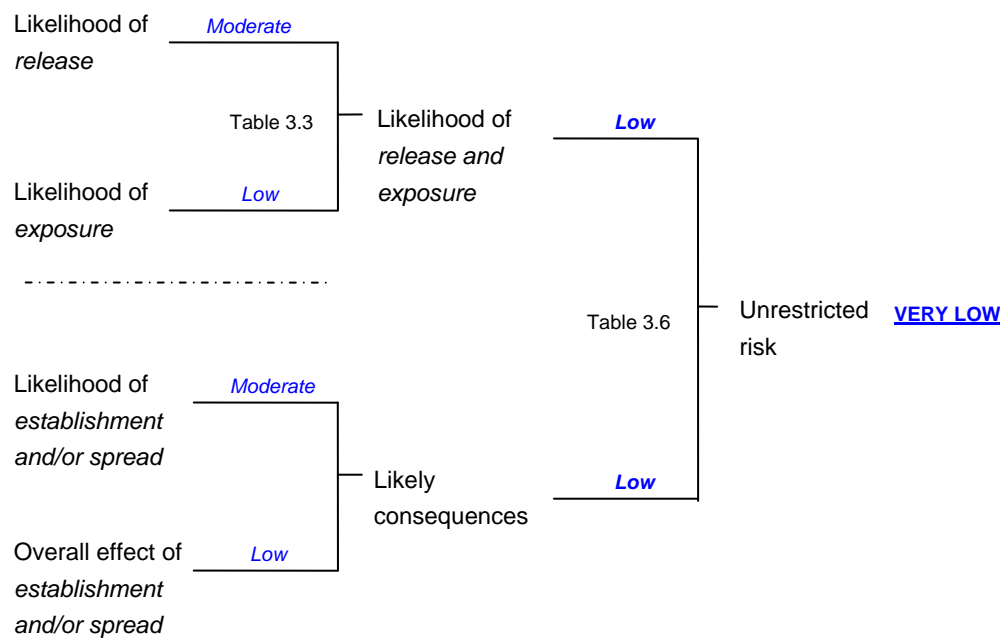 Likelihood of
release
Moderate
Table 3.3
Likelihood of
exposure
Low
Likelihood of
release and
exposure
Low
Likelihood of
establishment
and/or spread
Moderate
Overall effect of
establishment
and/or spread
Low
Likely
consequences
Low
Table 3.6
Unrestricted
risk
VERY LOW